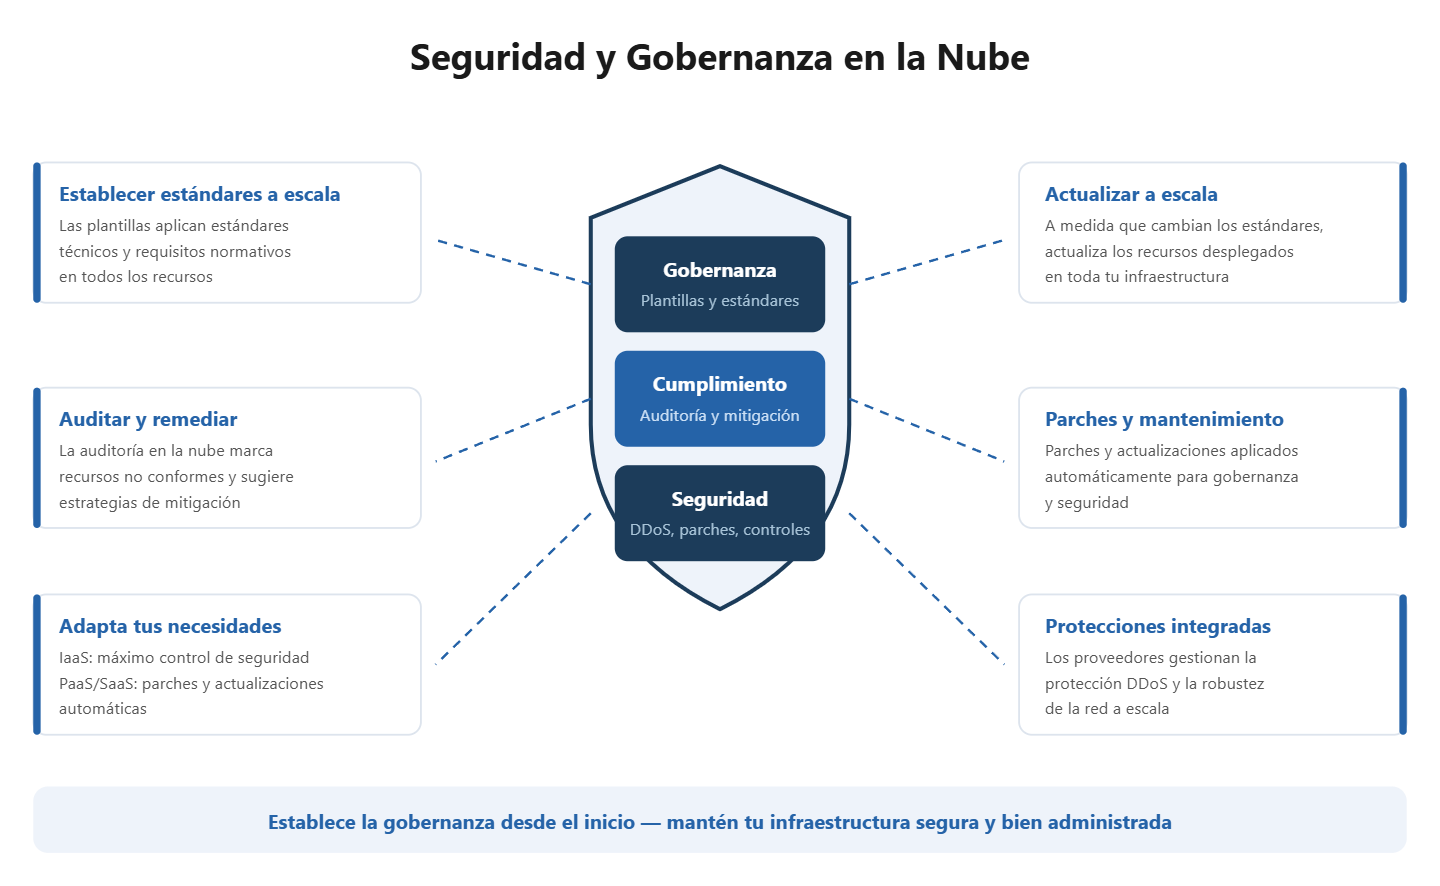 Seguridad y Gobernanza en la Nube
Establecer estándares a escala
Las plantillas aplican estándares
técnicos y requisitos normativos
en todos los recursos
Auditar y remediar
La auditoría en la nube marca
recursos no conformes y sugiere
estrategias de mitigación
Adapta tus necesidades
IaaS: máximo control de seguridad
PaaS/SaaS: parches y actualizaciones
automáticas
Gobernanza
Plantillas y estándares
Cumplimiento
Auditoría y mitigación
Seguridad
DDoS, parches, controles
Actualizar a escala
A medida que cambian los estándares,
actualiza los recursos desplegados
en toda tu infraestructura
Parches y mantenimiento
Parches y actualizaciones aplicados
automáticamente para gobernanza
y seguridad
Protecciones integradas
Los proveedores gestionan la
protección DDoS y la robustez
de la red a escala
Establece la gobernanza desde el inicio — mantén tu infraestructura segura y bien administrada